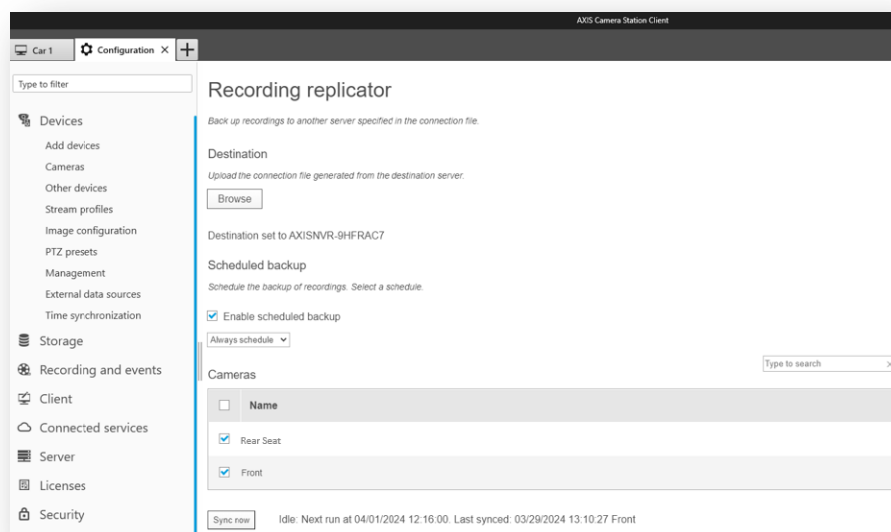 AXIS Camera Station Client
Car 1
Configuration
Type to filter
Devices
Add devices
Cameras
Other devices
Stream profiles
Image configuration
PTZ presets
Management
External data sources
Time synchronization
Storage
Recording and events
Client
Connected services
Server
Licenses
Security
Recording replicator
Back up recordings to another server specified in the connection file.
Destination
Upload the connection file generated from the destination server.
Browse
Destination set to AXISNVR-9HFRAC7
Scheduled backup
Schedule the backup of recordings. Select a schedule.
Enable scheduled backup
Always schedule
Type to search
Cameras
Name
Rear Seat
Front
Sync now
Idle: Next run at 04/01/2024 12:16:00. Last synced: 03/29/2024 13:10:27 Front